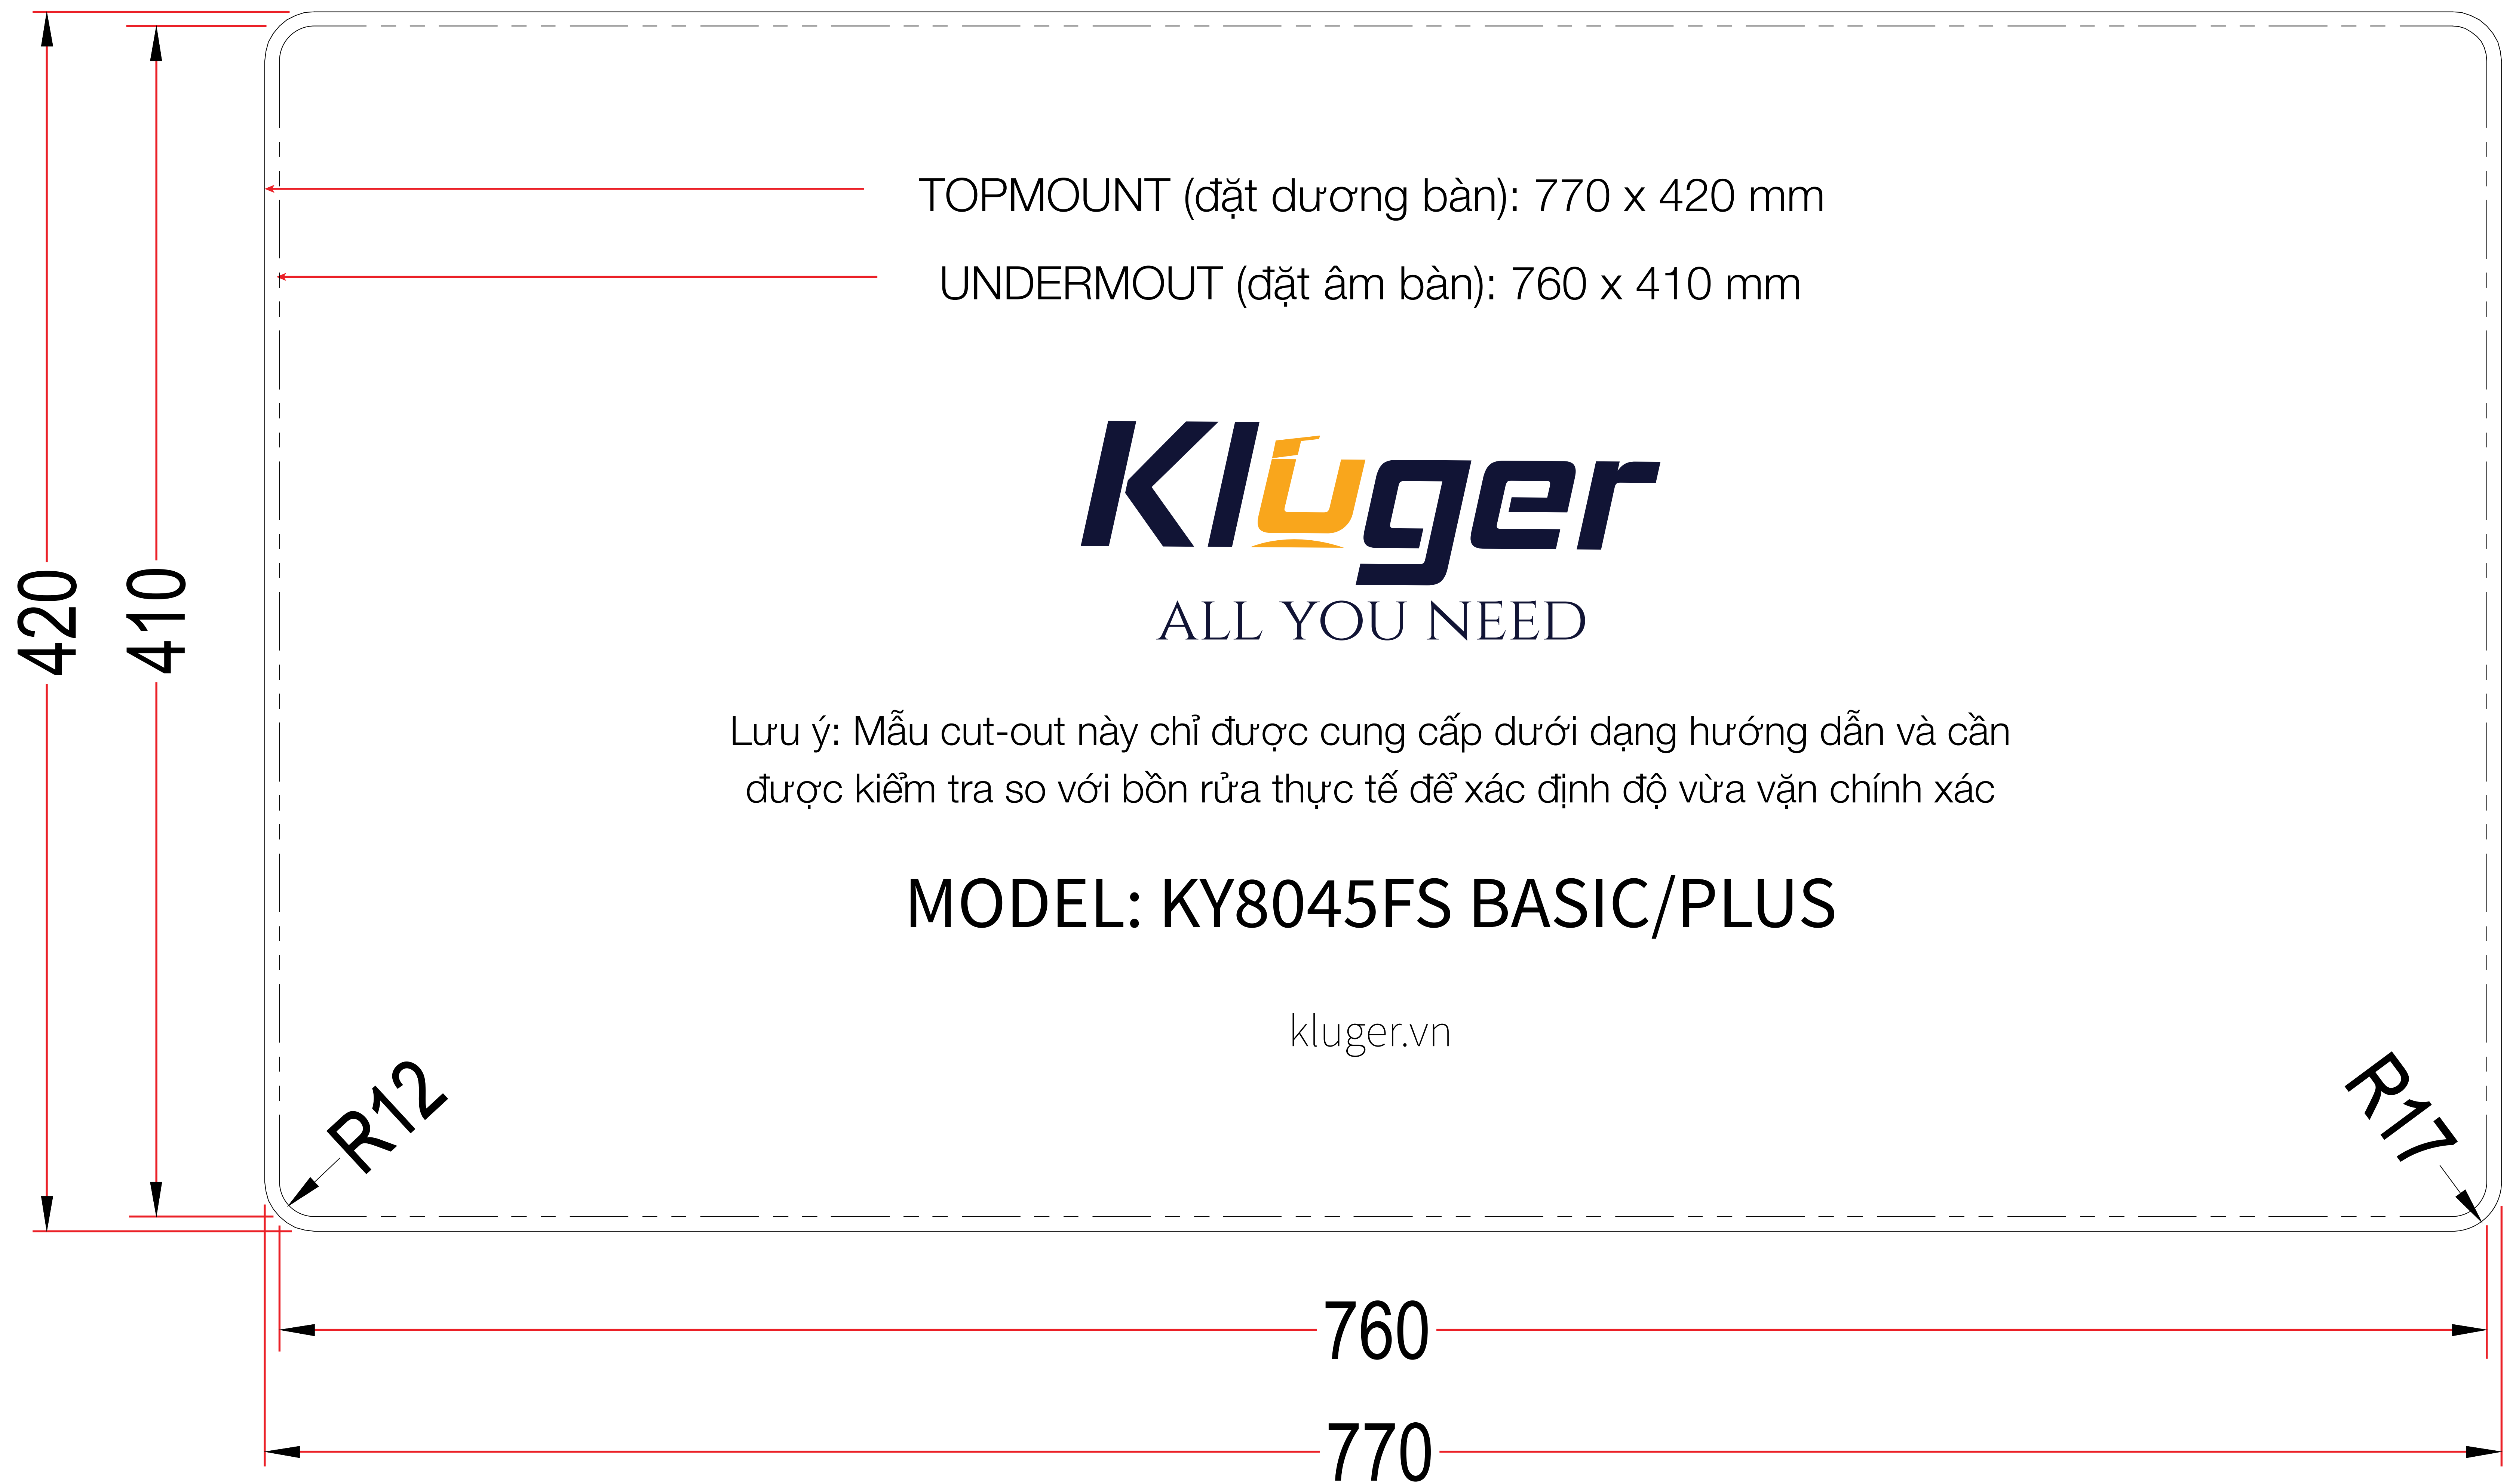 TOPMOUNT (đặt dương bàn): 770 x 420 mm
UNDERMOUT (đặt âm bàn): 760 x 410 mm
420
410
Kluger
ALL YOU NEED
Lưu ý: Mẫu cut-out này chỉ được cung cấp dưới dạng hướng dẫn và cần
được kiểm tra so với bồn rửa thực tế để xác định độ vừa vặn chính xác
MODEL: KY8045FS BASIC/PLUS
kluger.vn
R12
R17
760
770